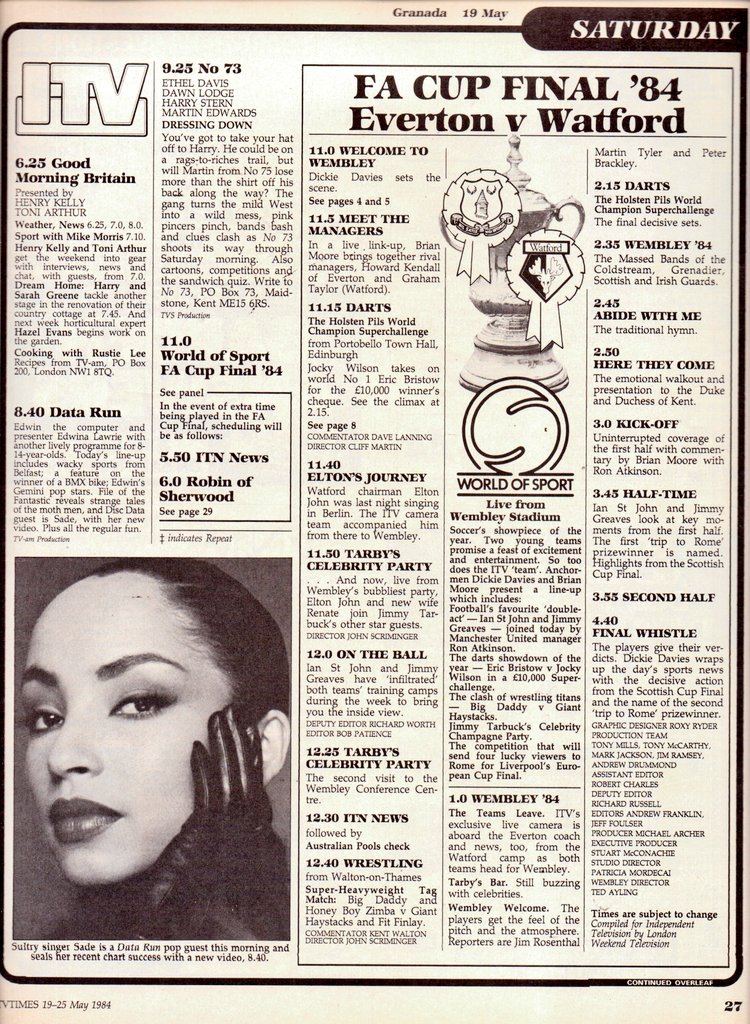 Granada 19 May
SATURDAY
ITV
6.25 Good
Morning Britain
Presented by
HENRY KELLY
TONI ARTHUR
Weather, News 6.25, 7.0, 8.0.
Sport with Mike Morris 7.10.
Henry Kelly and Toni Arthur
get the weekend into gear
with interviews, news and
chat, with guests, from 7.0.
Dream Home: Harry and
Sarah Greene tackle another
stage in the renovation of their
country cottage at 7.45. And
next week horticultural expert
Hazel Evans begins work on
the garden.
Cooking with Rustie Lee
Recipes from TV-am, PO Box
200, London NW1 8TQ.
8.40 Data Run
Edwin the computer and
presenter Edwina Lawrie with
another lively programme for 8-
14-year-olds. Today's line-up
includes wacky sports from
Belfast; a feature on the
winner of a BMX bike; Edwin's
Gemini pop stars. File of the
Fantastic reveals strange tales
of the moth men, and Disc Data
guest is Sade, with her new
video. Plus all the regular fun.
TV-am Production
9.25 No 73
ETHEL DAVIS
DAWN LODGE
HARRY STERN
MARTIN EDWARDS
DRESSING DOWN
You've got to take your hat
off to Harry. He could be on
a rags-to-riches trail, but
will Martin from No 75 lose
more than the shirt off his
back along the way? The
gang turns the mild West
into a wild mess, pink
pincers pinch, bands bash
and clues clash as No 73
shoots its way through
Saturday morning. Also
cartoons, competitions and
the sandwich quiz. Write to
No 73, PO Box 73, Maid-
stone, Kent ME15 6RS.
TVS Production
11.0
World of Sport
FA Cup Final '84
See panel
In the event of extra time
being played in the FA
Cup Final, scheduling will
be as follows:
5.50 ITN News
6.0 Robin of
Sherwood
See page 29
‡ indicates Repeat
Sultry singer Sade is a Data Run pop guest this morning and
seals her recent chart success with a new video, 8.40.
FA CUP FINAL '84
Everton v Watford
11.0 WELCOME TO
WEMBLEY
Dickie Davies sets the
scene.
See pages 4 and 5
11.5 MEET THE
MANAGERS
In a live link-up, Brian
Moore brings together rival
managers, Howard Kendall
of Everton and Graham
Taylor (Watford).
11.15 DARTS
The Holsten Pils World
Champion Superchallenge
from Portobello Town Hall,
Edinburgh
Jocky Wilson takes on
world No 1 Eric Bristow
for the £10,000 winner's
cheque. See the climax at
2.15.
See page 8
COMMENTATOR DAVE LANNING
DIRECTOR CLIFF MARTIN
11.40
ELTON'S JOURNEY
Watford chairman Elton
John was last night singing
in Berlin. The ITV camera
team accompanied him
from there to Wembley.
11.50 TARBY'S
CELEBRITY PARTY
. . . And now, live from
Wembley's bubbliest party,
Elton John and new wife
Renate join Jimmy Tar-
buck's other star guests.
DIRECTOR JOHN SCRIMINGER
12.0 ON THE BALL
Ian St John and Jimmy
Greaves have 'infiltrated'
both teams' training camps
during the week to bring
you the inside view.
DEPUTY EDITOR RICHARD WORTH
EDITOR BOB PATIENCE
12.25 TARBY'S
CELEBRITY PARTY
The second visit to the
Wembley Conference Cen-
tre.
12.30 ITN NEWS
followed by
Australian Pools check
12.40 WRESTLING
from Walton-on-Thames
Super-Heavyweight Tag
Match: Big Daddy and
Honey Boy Zimba v Giant
Haystacks and Fit Finlay.
COMMENTATOR KENT WALTON
DIRECTOR JOHN SCRIMINGER
Watford
WORLD OF SPORT
Live from
Wembley Stadium
Soccer's showpiece of the
year. Two young teams
promise a feast of excitement
and entertainment. So too
does the ITV 'team'. Anchor-
men Dickie Davies and Brian
Moore present a line-up
which includes:
Football's favourite 'double-
act' — Ian St John and Jimmy
Greaves — joined today by
Manchester United manager
Ron Atkinson.
The darts showdown of the
year — Eric Bristow v Jocky
Wilson in a £10,000 Super-
challenge.
The clash of wrestling titans
— Big Daddy v Giant
Haystacks.
Jimmy Tarbuck's Celebrity
Champagne Party.
The competition that will
send four lucky viewers to
Rome for Liverpool's Euro-
pean Cup Final.
1.0 WEMBLEY '84
The Teams Leave. ITV's
exclusive live camera is
aboard the Everton coach
and news, too, from the
Watford camp as both
teams head for Wembley.
Tarby's Bar. Still buzzing
with celebrities.
Wembley Welcome. The
players get the feel of the
pitch and the atmosphere.
Reporters are Jim Rosenthal
Martin Tyler and Peter
Brackley.
2.15 DARTS
The Holsten Pils World
Champion Superchallenge
The final decisive sets.
2.35 WEMBLEY '84
The Massed Bands of the
Coldstream, Grenadier,
Scottish and Irish Guards.
2.45
ABIDE WITH ME
The traditional hymn.
2.50
HERE THEY COME
The emotional walkout and
presentation to the Duke
and Duchess of Kent.
3.0 KICK-OFF
Uninterrupted coverage of
the first half with commen-
tary by Brian Moore with
Ron Atkinson.
3.45 HALF-TIME
Ian St John and Jimmy
Greaves look at key mo-
ments from the first half.
The first 'trip to Rome'
prizewinner is named.
Highlights from the Scottish
Cup Final.
3.55 SECOND HALF
4.40
FINAL WHISTLE
The players give their ver-
dicts. Dickie Davies wraps
up the day's sports news
with the decisive action
from the Scottish Cup Final
and the name of the second
'trip to Rome' prizewinner.
GRAPHIC DESIGNER ROXY RYDER
PRODUCTION TEAM
TONY MILLS, TONY McCARTHY,
MARK JACKSON, JIM RAMSEY,
ANDREW DRUMMOND
ASSISTANT EDITOR
ROBERT CHARLES
DEPUTY EDITOR
RICHARD RUSSELL
EDITORS ANDREW FRANKLIN,
JEFF FOULSER
PRODUCER MICHAEL ARCHER
EXECUTIVE PRODUCER
STUART McCONACHIE
STUDIO DIRECTOR
PATRICIA MORDECAI
WEMBLEY DIRECTOR
TED AYLING
Times are subject to change
Compiled for Independent
Television by London
Weekend Television
CONTINUED OVERLEAF
TVTIMES 19–25 May 1984
27